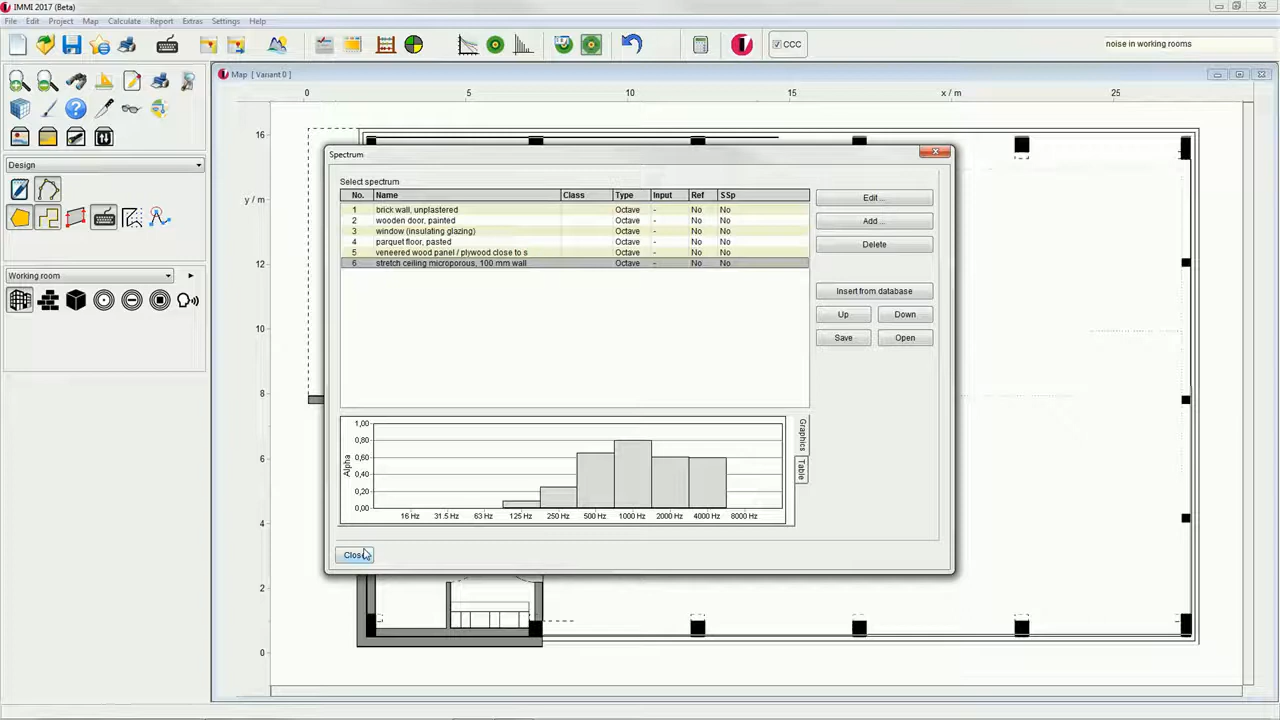 IMMI 2017 (Beta)
File Edit Project Map Calculate Report Extras Settings Help
CCC
noise in working rooms
Map [ Variant 0 ]
0 5 10 15 x / m 25
16
y / m
12
10
8
6
4
2
0
Design
Working room
Spectrum
Select spectrum
No. Name Class Type Input Ref SSp
1 brick wall, unplastered Octave - No No
2 wooden door, painted Octave - No No
3 window (insulating glazing) Octave - No No
4 parquet floor, pasted Octave - No No
5 veneered wood panel / plywood close to s Octave - No No
6 stretch ceiling microporous, 100 mm wall Octave - No No
Edit ...
Add ...
Delete
Insert from database
Up Down
Save Open
1,00
0,80
0,60
0,40
0,20
0,00
Alpha
16 Hz 31.5 Hz 63 Hz 125 Hz 250 Hz 500 Hz 1000 Hz 2000 Hz 4000 Hz 8000 Hz
Graphics
Table
Close